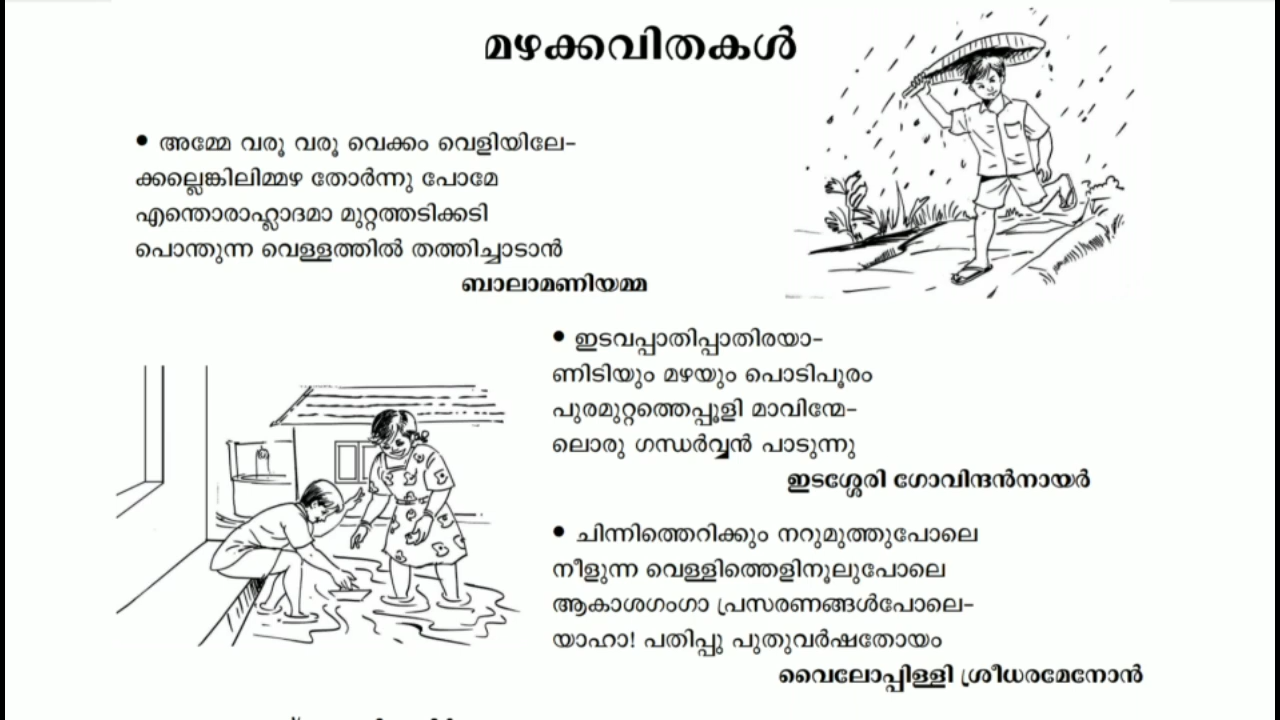 മഴക്കവിതകൾ
• അമ്മേ വരൂ വരൂ വെക്കം വെളിയിലേ-
ക്കല്ലെങ്കിലിമ്മഴ തോർന്നു പോമേ
എന്തൊരാഹ്ലാദമാ മുറ്റത്തടിക്കടി
പൊന്തുന്ന വെള്ളത്തിൽ തത്തിച്ചാടാൻ
ബാലാമണിയമ്മ
• ഇടവപ്പാതിപ്പാതിരയാ-
ണിടിയും മഴയും പൊടിപൂരം
പുരമുറ്റത്തെപ്പൂളി മാവിന്മേ-
ലൊരു ഗന്ധർവ്വൻ പാടുന്നു
ഇടശ്ശേരി ഗോവിന്ദൻനായർ
• ചിന്നിത്തെറിക്കും നറുമുത്തുപോലെ
നീളുന്ന വെള്ളിത്തെളിനൂലുപോലെ
ആകാശഗംഗാ പ്രസരണങ്ങൾപോലെ-
യാഹാ! പതിപ്പു പുതുവർഷതോയം
വൈലോപ്പിള്ളി ശ്രീധരമേനോൻ